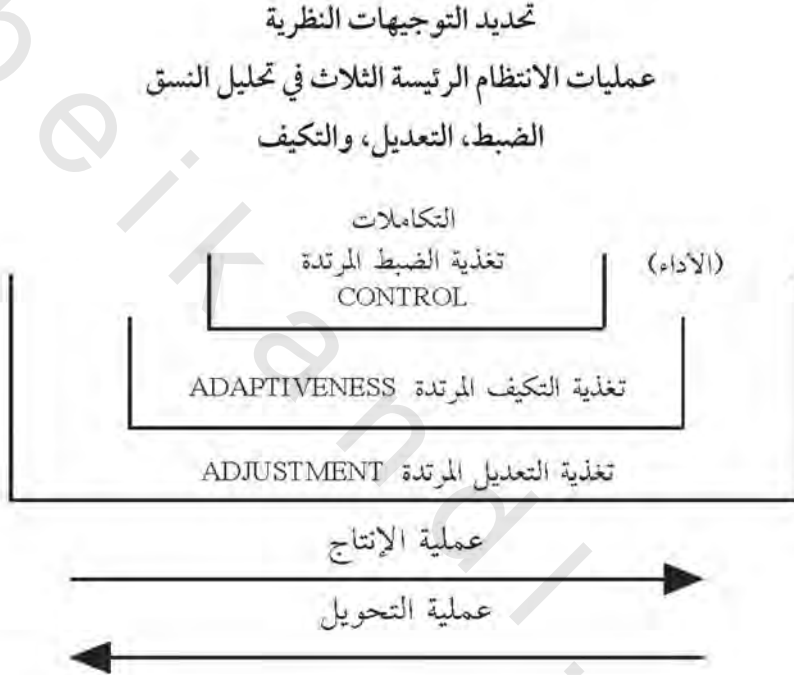 تحديد التوجيهات النظرية
عمليات الانتظام الرئيسة الثلاث في تحليل النسق
الضبط، التعديل، والتكيف
التكاملات
تغذية الضبط المرتدة
(الأداء)
CONTROL
تغذية التكيف المرتدة ADAPTIVENESS
تغذية التعديل المرتدة ADJUSTMENT
عملية الإنتاج
عملية التحويل